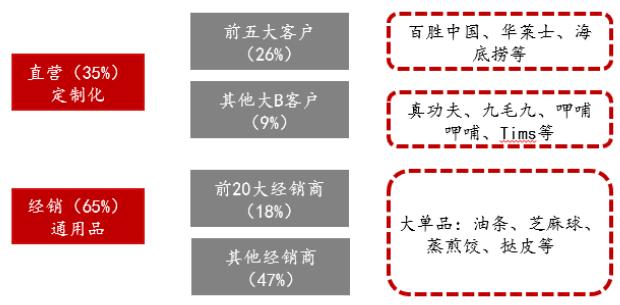 直营（35%）
定制化
前五大客户
（26%）
百胜中国、华莱士、海
底捞等
其他大B客户
（9%）
真功夫、九毛九、呷哺
呷哺、Tims等
经销（65%）
通用品
前20大经销商
（18%）
其他经销商
（47%）
大单品：油条、芝麻球、
蒸煎饺、挞皮等